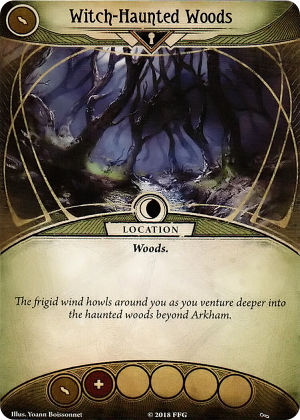 Witch-Haunted Woods
LOCATION
Woods.
The frigid wind howls around you as you venture deeper into
the haunted woods beyond Arkham.
Illus. Yoann Boissonnet
© 2018 FFG